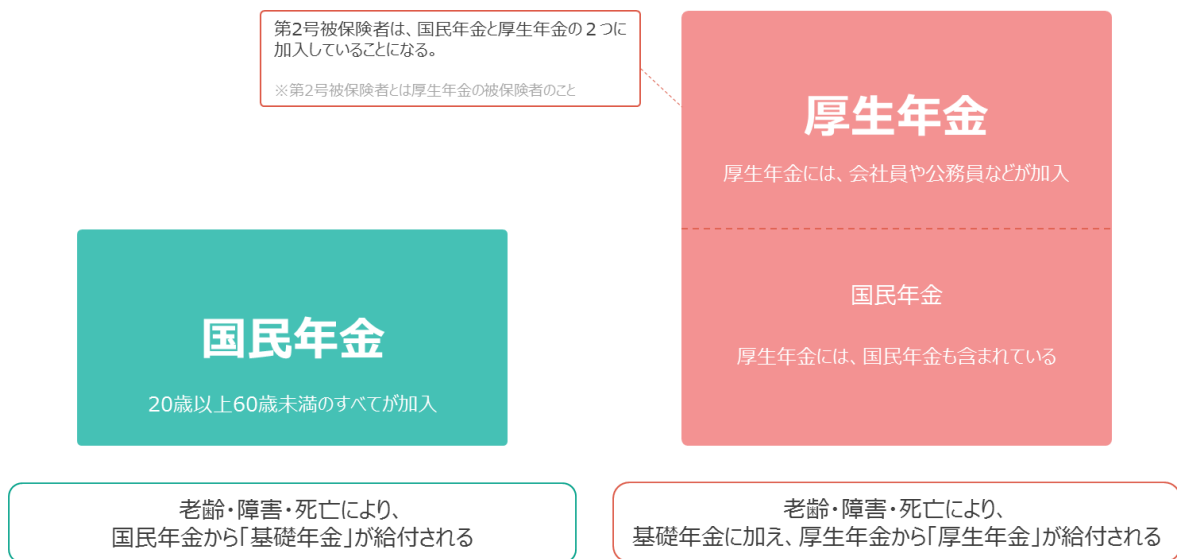 第2号被保険者は、国民年金と厚生年金の２つに
加入していることになる。
※第2号被保険者とは厚生年金の被保険者のこと
厚生年金
厚生年金には、会社員や公務員などが加入
国民年金
厚生年金には、国民年金も含まれている
国民年金
20歳以上60歳未満のすべてが加入
老齢・障害・死亡により、
国民年金から「基礎年金」が給付される
老齢・障害・死亡により、
基礎年金に加え、厚生年金から「厚生年金」が給付される